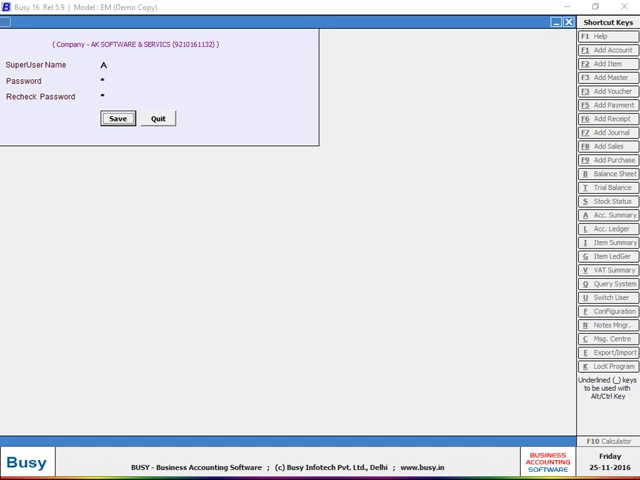 Busy 16 Rel 5.9 | Model : EM (Demo Copy)
( Company - AK SOFTWARE & SERVICS (9210161132) )
SuperUser Name A
Password *
Recheck Password *
Save Quit
Shortcut Keys
F1 Help
F1 Add Account
F2 Add Item
F3 Add Master
F3 Add Voucher
F5 Add Payment
F6 Add Receipt
F7 Add Journal
F8 Add Sales
F9 Add Purchase
B Balance Sheet
T Trial Balance
S Stock Status
A Acc. Summary
L Acc. Ledger
I Item Summary
G Item LedGer
V VAT Summary
Q Query System
U Switch User
F ConFiguration
N Notes Mngr.
C Msg. Centre
E Export/Import
K LocK Program
Underlined (_) keys
to be used with
Alt/Ctrl Key
F10 Calculator
Busy
BUSY - Business Accounting Software ; (c) Busy Infotech Pvt. Ltd., Delhi ; www.busy.in
BUSINESS
ACCOUNTING
SOFTWARE
Friday
25-11-2016